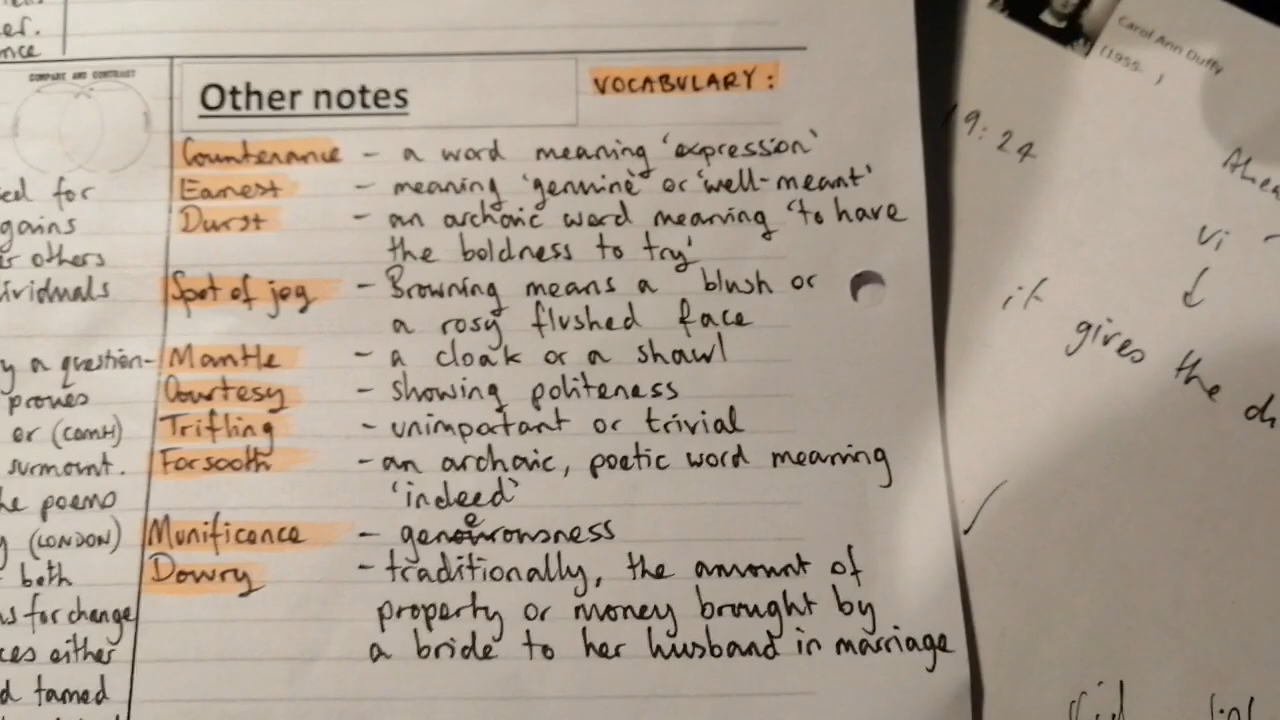 er.
nce
COMPARE AND CONTRAST
Other notes
VOCABULARY:
Countenance - a word meaning 'expression'
Earnest - meaning 'genuine' or 'well-meant'
Durst - an archaic word meaning 'to have
the boldness to try'
Spot of joy - Browning means a blush or
a rosy flushed face
Mantle - a cloak or a shawl
Courtesy - showing politeness
Trifling - unimportant or trivial
Forsooth - an archaic, poetic word meaning
'indeed'
Munificence - generousness
Dowry - traditionally, the amount of
property or money brought by
a bride to her husband in marriage
ed for
gains
others
ividuals
y a question-
proves
or (COMH)
surmount.
he poems
y (LONDON)
both
ns for change
ces either
d tamed
Carol Ann Duffy
(1955- )
19:24
vi
it
gives the